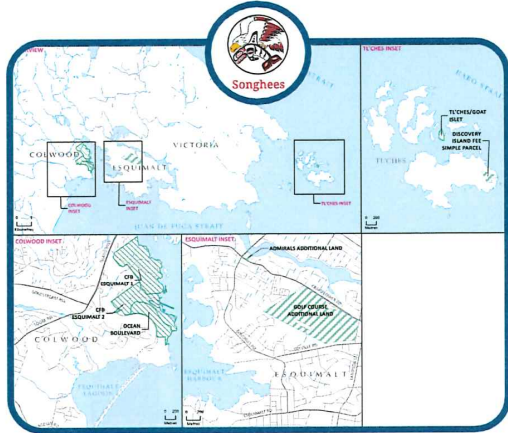 Songhees
VIEW
COLWOOD
ESQUIMALT
VICTORIA
COLWOOD
INSET
ESQUIMALT
INSET
TL'CHES INSET
JUAN DE FUCA STRAIT
TL'CHES INSET
HARO STRAIT
TL'CHES/GOAT
ISLET
DISCOVERY
ISLAND FEE
SIMPLE PARCEL
TL'CHES
COLWOOD INSET
CFB
ESQUIMALT 1
CFB
ESQUIMALT 2
OCEAN
BOULEVARD
COLWOOD
ESQUIMALT
LAGOON
ESQUIMALT INSET
ADMIRALS ADDITIONAL LAND
GOLF COURSE
ADDITIONAL LAND
ESQUIMALT
HARBOUR
ESQUIMALT